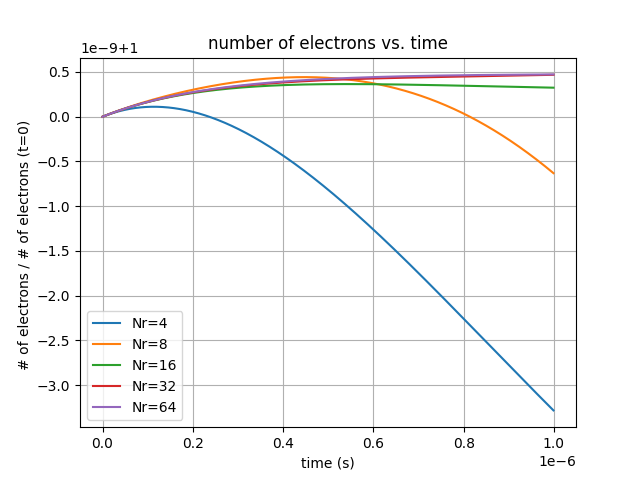 number of electrons vs. time
1e−9+1
0.5
0.0
−0.5
−1.0
−1.5
−2.0
−2.5
−3.0
# of electrons / # of electrons (t=0)
Nr=4
Nr=8
Nr=16
Nr=32
Nr=64
0.0 0.2 0.4 0.6 0.8 1.0
time (s)
1e−6